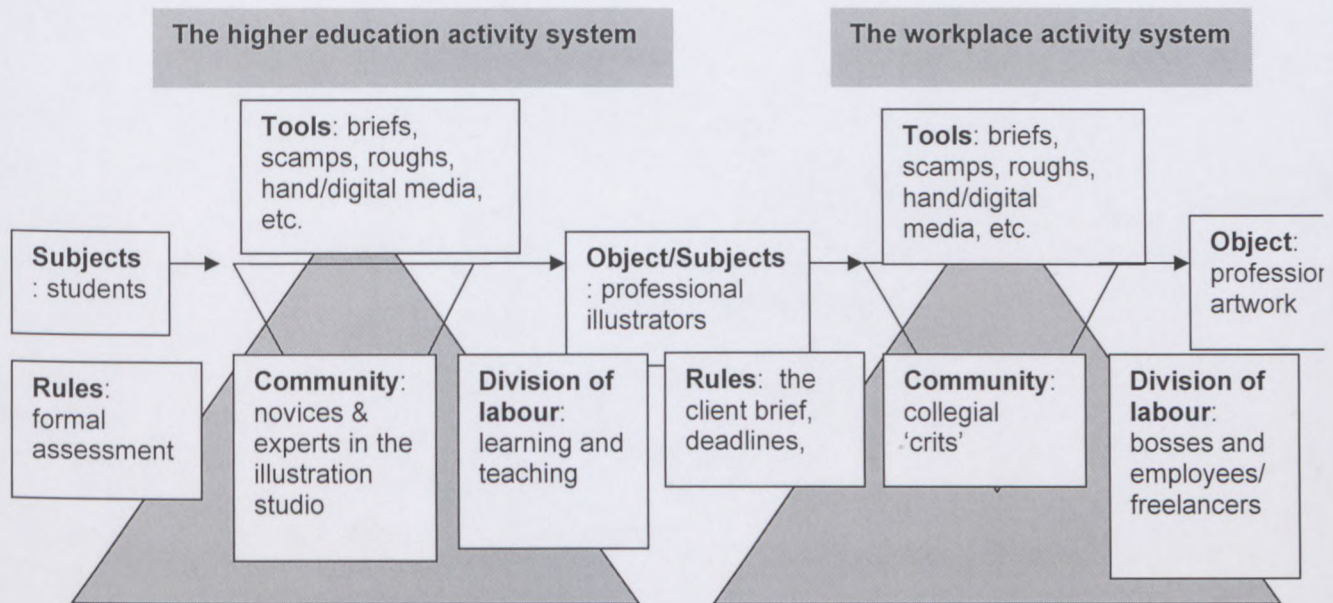 The higher education activity system
The workplace activity system
Tools: briefs,
scamps, roughs,
hand/digital media,
etc.
Tools: briefs,
scamps, roughs,
hand/digital
media, etc.
Subjects
: students
Object/Subjects
: professional
illustrators
Object:
artwork
Rules:
formal
assessment
Community:
novices &
experts in the
illustration
studio
Division of
labour:
learning and
teaching
Rules: the
client brief,
deadlines,
Community:
collegial
‘crits’
Division of
labour:
bosses and
employees/
freelancers